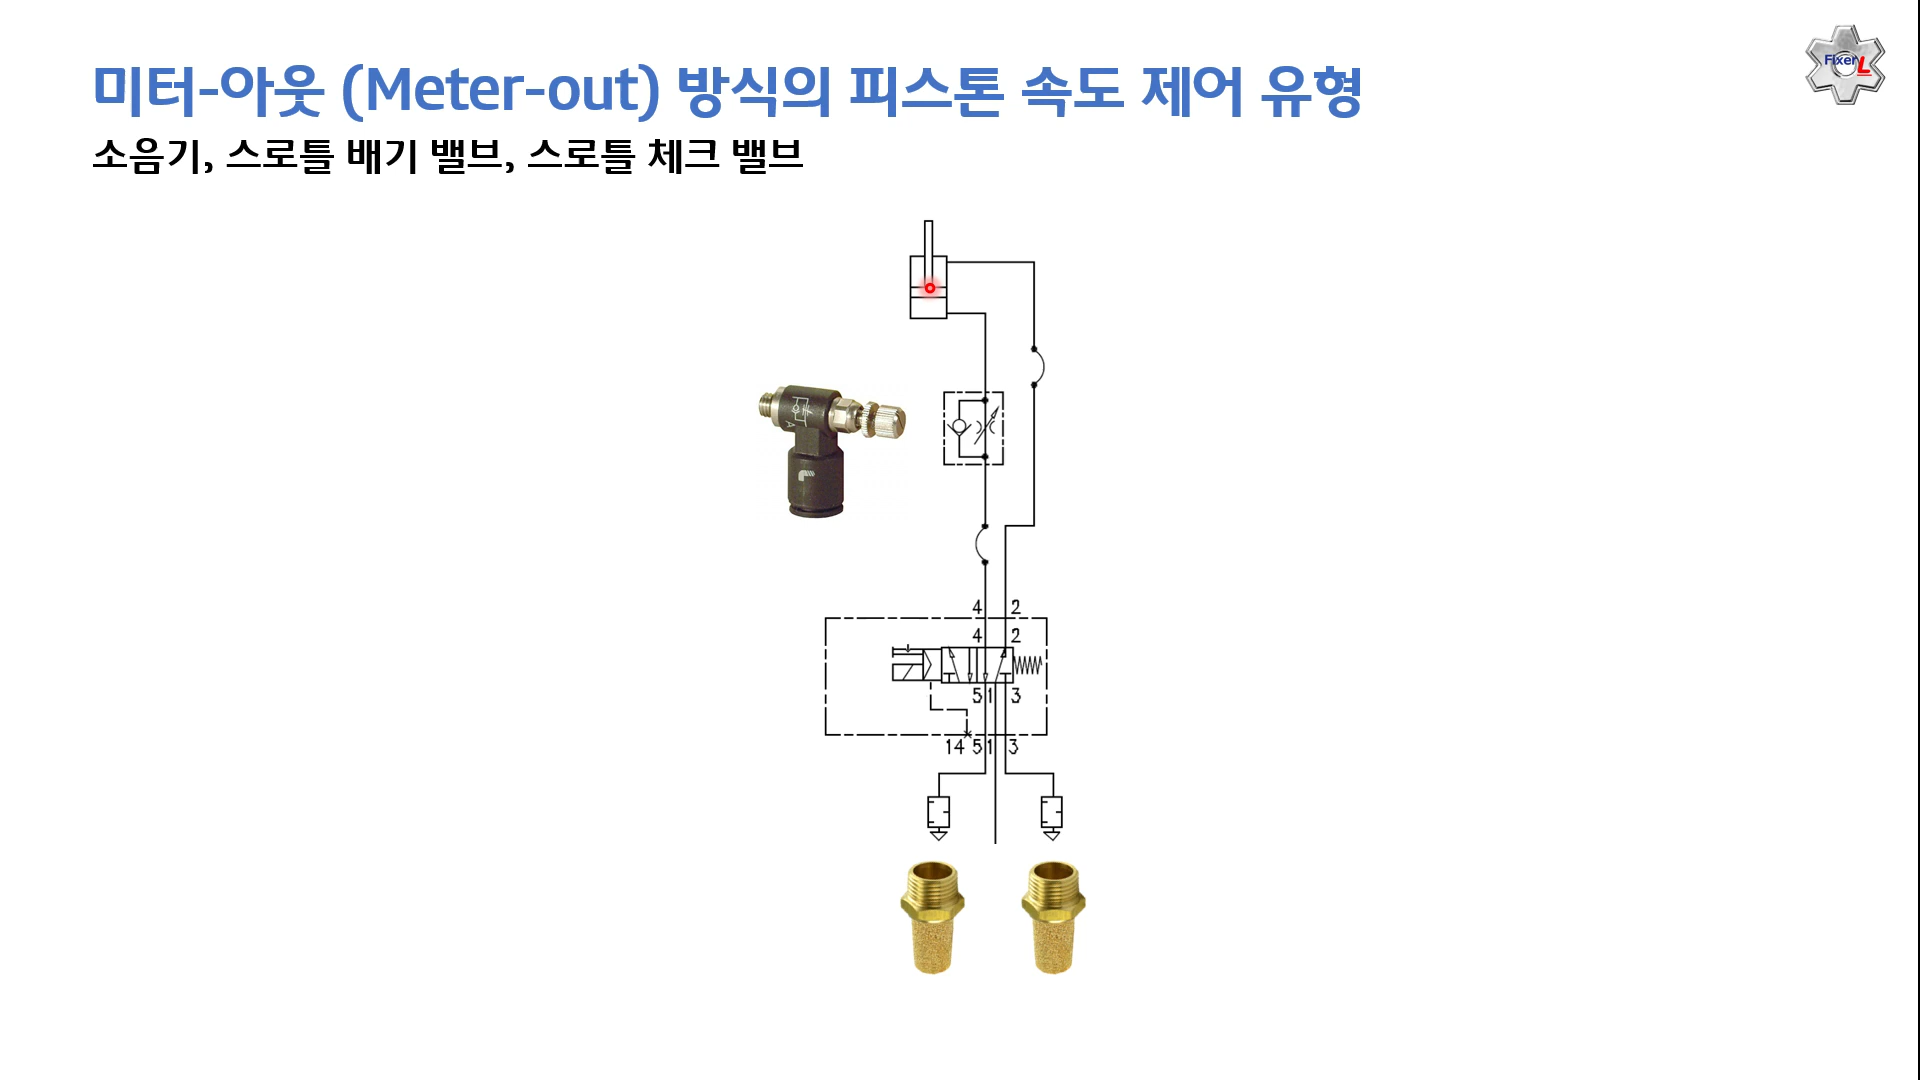 미터-아웃 (Meter-out) 방식의 피스톤 속도 제어 유형
소음기, 스로틀 배기 밸브, 스로틀 체크 밸브
Fixer L
A
4 2
4 2
5 1 3
14 5 1 3